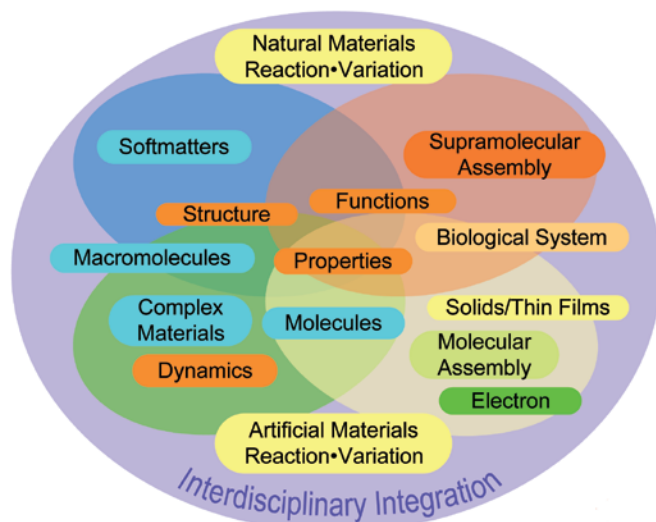 Natural Materials
Reaction•Variation
Softmatters
Supramolecular
Assembly
Functions
Structure
Biological System
Macromolecules
Properties
Complex
Materials
Molecules
Solids/Thin Films
Molecular
Assembly
Dynamics
Electron
Artificial Materials
Reaction•Variation
Interdisciplinary Integration